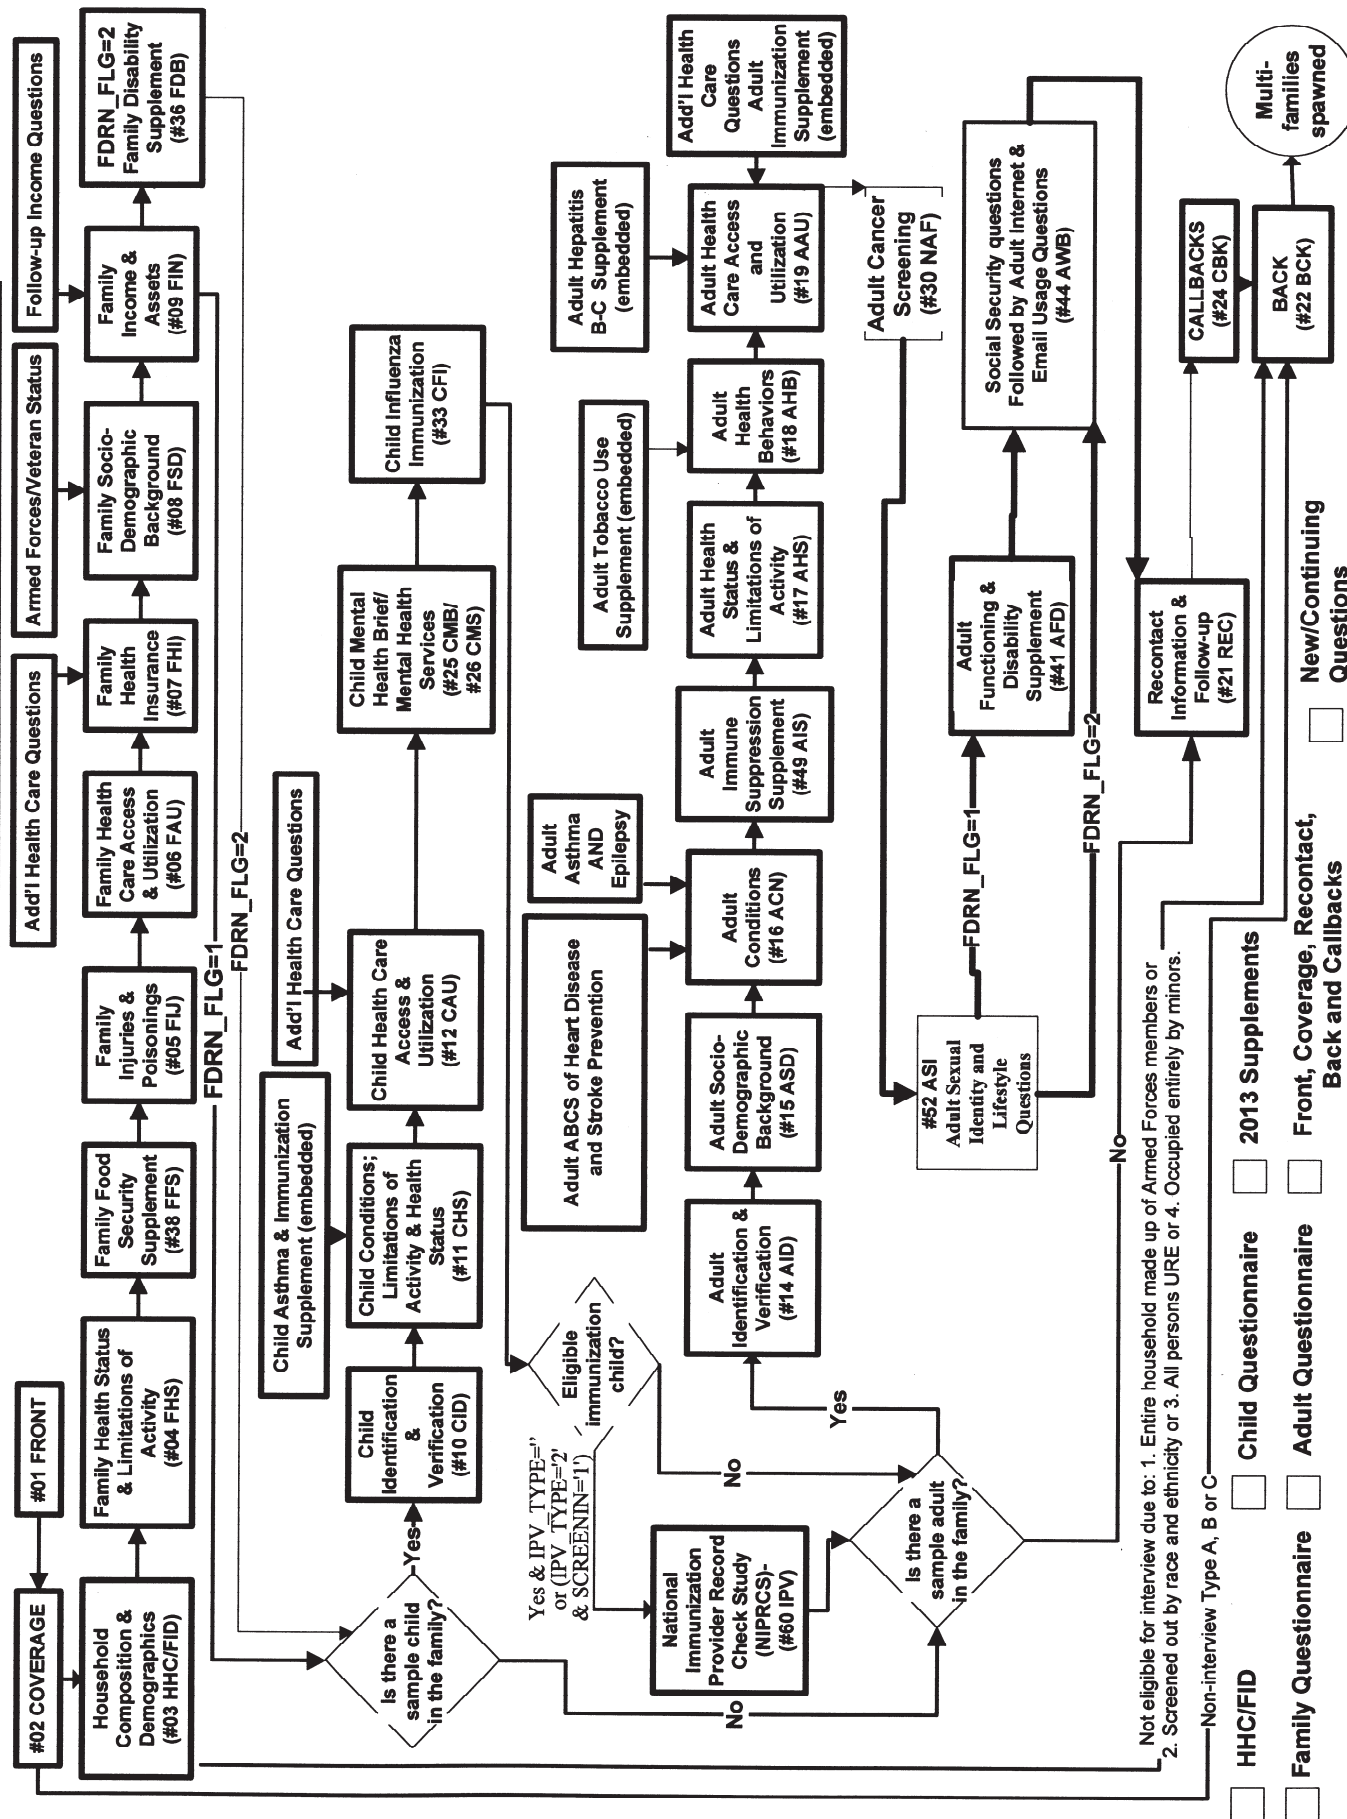 #01 FRONT
#02 COVERAGE
Household
Composition &
Demographics
(#03 HHC/FID)
Family Health Status
& Limitations of
Activity
(#04 FHS)
Family Food
Security
Supplement
(#38 FFS)
Family
Injuries &
Poisonings
(#05 FIJ)
Family Health
Care Access
& Utilization
(#06 FAU)
Add'l Health Care Questions
Family
Health
Insurance
(#07 FHI)
Armed Forces/Veteran Status
Family Socio-
Demographic
Background
(#08 FSD)
Follow-up Income Questions
Family
Income &
Assets
(#09 FIN)
FDRN_FLG=2
Family Disability
Supplement
(#36 FDB)
FDRN_FLG=1
FDRN_FLG=2
Is there a
sample child
in the family?
Yes
No
Child
Identification
&
Verification
(#10 CID)
Child Asthma & Immunization
Supplement (embedded)
Child Conditions;
Limitations of
Activity & Health
Status
(#11 CHS)
Add'l Health Care Questions
Child Health Care
Access &
Utilization
(#12 CAU)
Child Mental
Health Brief/
Mental Health
Services
(#25 CMB/
#26 CMS)
Child Influenza
Immunization
(#33 CFI)
Eligible
immunization
child?
Yes & IPV_TYPE=''
or (IPV_TYPE='2'
& SCREENIN='1')
No
National
Immunization
Provider Record
Check Study
(NIPRCS)-
(#60 IPV)
Is there a
sample adult
in the family?
Yes
No
Adult
Identification &
Verification
(#14 AID)
Adult Socio-
Demographic
Background
(#15 ASD)
Adult ABCS of Heart Disease
and Stroke Prevention
Adult
Asthma
AND
Epilepsy
Adult
Conditions
(#16 ACN)
Adult
Immune
Suppression
Supplement
(#49 AIS)
Adult Health
Status &
Limitations of
Activity
(#17 AHS)
Adult Tobacco Use
Supplement (embedded)
Adult
Health
Behaviors
(#18 AHB)
Adult Hepatitis
B-C Supplement
(embedded)
Adult Health
Care Access
and
Utilization
(#19 AAU)
Add'l Health
Care
Questions
Adult
Immunization
Supplement
(embedded)
Adult Cancer
Screening
(#30 NAF)
#52 ASI
Adult Sexual
Identity and
Lifestyle
Questions
FDRN_FLG=1
FDRN_FLG=2
Adult
Functioning &
Disability
Supplement
(#41 AFD)
Social Security questions
Followed by Adult Internet &
Email Usage Questions
(#44 AWB)
Recontact
Information &
Follow-up
(#21 REC)
CALLBACKS
(#24 CBK)
BACK
(#22 BCK)
Multi-
families
spawned
Not eligible for interview due to: 1. Entire household made up of Armed Forces members or
2. Screened out by race and ethnicity or 3. All persons URE or 4. Occupied entirely by minors.
Non-interview Type A, B or C
HHC/FID
Child Questionnaire
2013 Supplements
New/Continuing
Questions
Family Questionnaire
Adult Questionnaire
Front, Coverage, Recontact,
Back and Callbacks